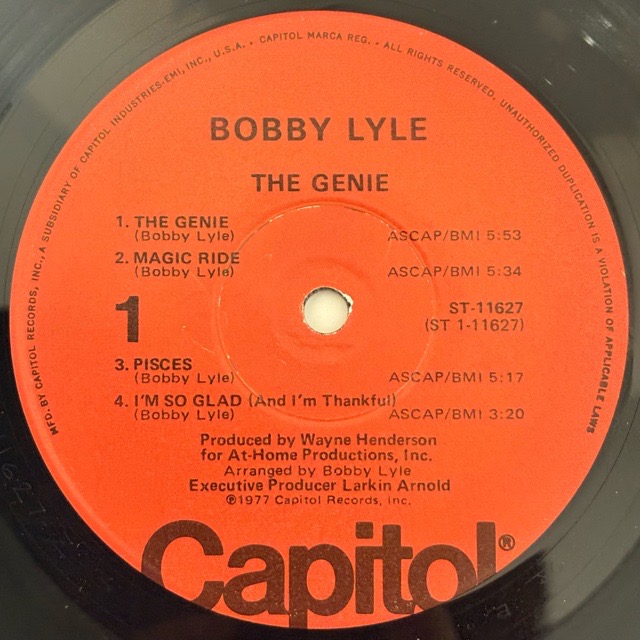 MFG. BY CAPITOL RECORDS, INC., A SUBSIDIARY OF CAPITOL INDUSTRIES-EMI, INC., U.S.A. • CAPITOL MARCA REG. • ALL RIGHTS RESERVED. UNAUTHORIZED DUPLICATION IS A VIOLATION OF APPLICABLE LAWS
BOBBY LYLE
THE GENIE
1. THE GENIE
(Bobby Lyle) ASCAP/BMI 5:53
2. MAGIC RIDE
(Bobby Lyle) ASCAP/BMI 5:34
1
ST-11627
(ST 1-11627)
3. PISCES
(Bobby Lyle) ASCAP/BMI 5:17
4. I'M SO GLAD (And I'm Thankful)
(Bobby Lyle) ASCAP/BMI 3:20
Produced by Wayne Henderson
for At-Home Productions, Inc.
Arranged by Bobby Lyle
Executive Producer Larkin Arnold
℗1977 Capitol Records, Inc.
Capitol®